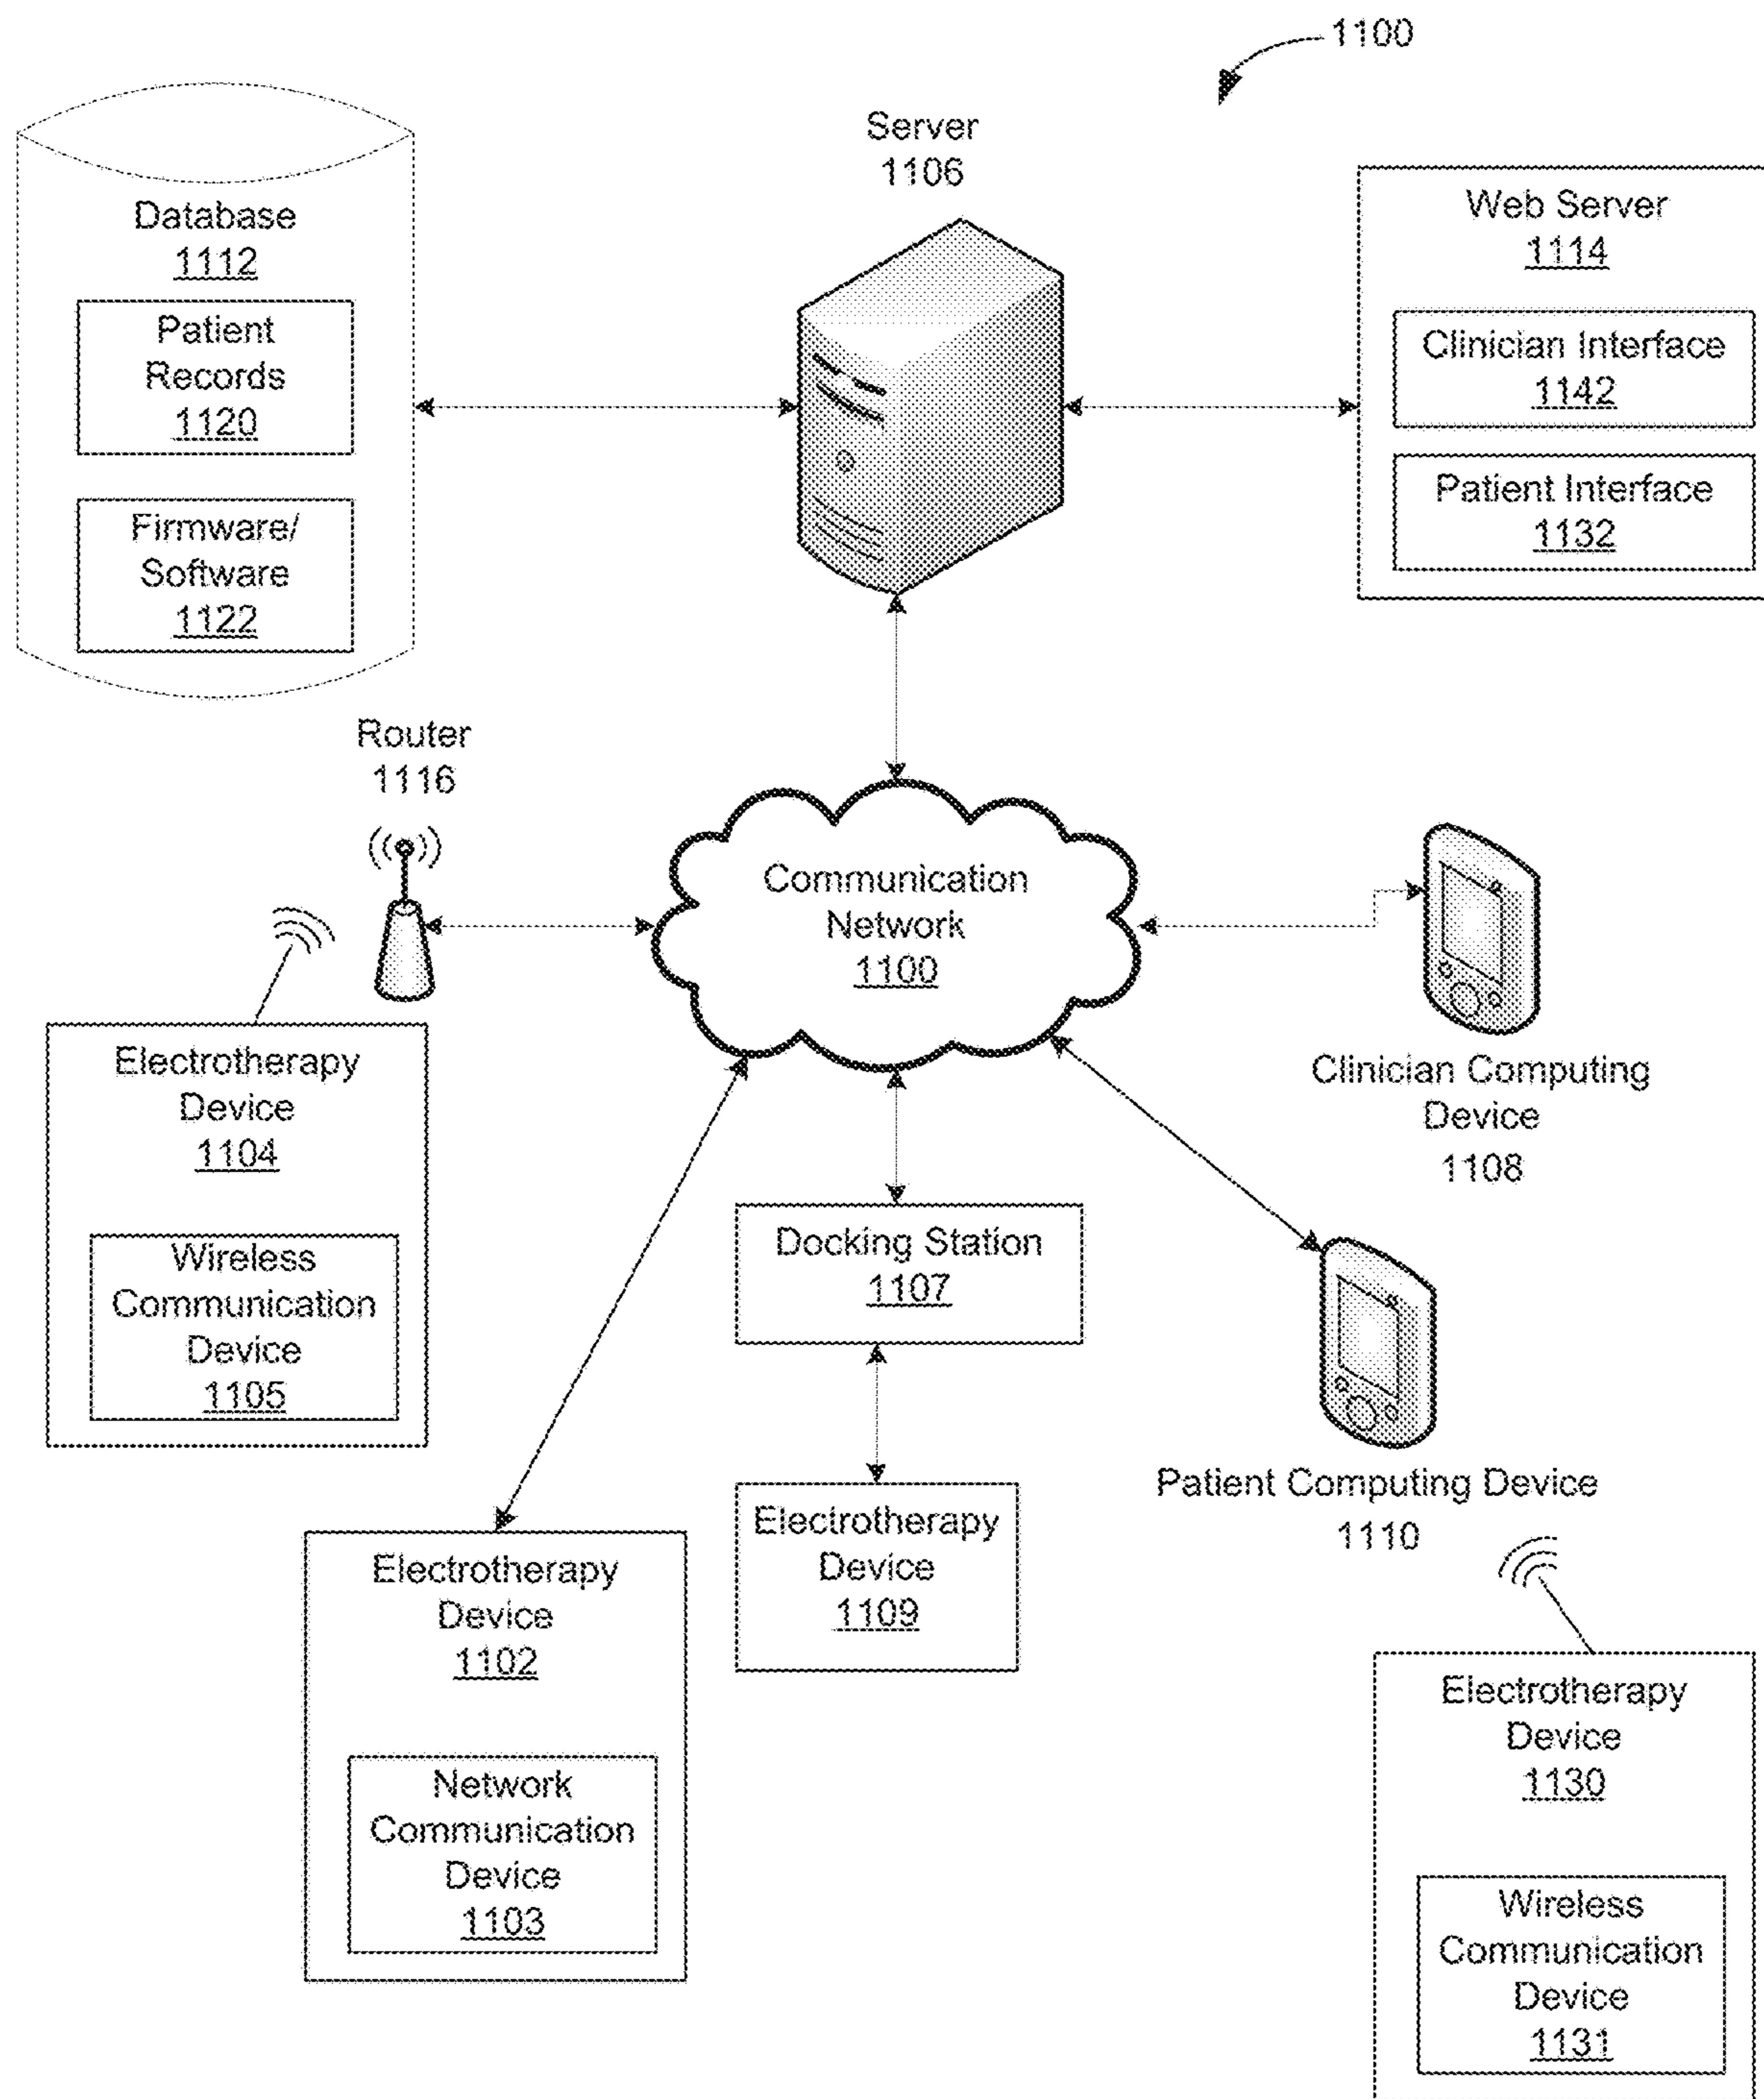 1100
Server
1106
Database
1112
Patient
Records
1120
Firmware/
Software
1122
Web Server
1114
Clinician Interface
1142
Patient Interface
1132
Router
1116
Communication
Network
1100
Electrotherapy
Device
1104
Wireless
Communication
Device
1105
Clinician Computing
Device
1108
Docking Station
1107
Patient Computing Device
1110
Electrotherapy
Device
1109
Electrotherapy
Device
1102
Network
Communication
Device
1103
Electrotherapy
Device
1130
Wireless
Communication
Device
1131